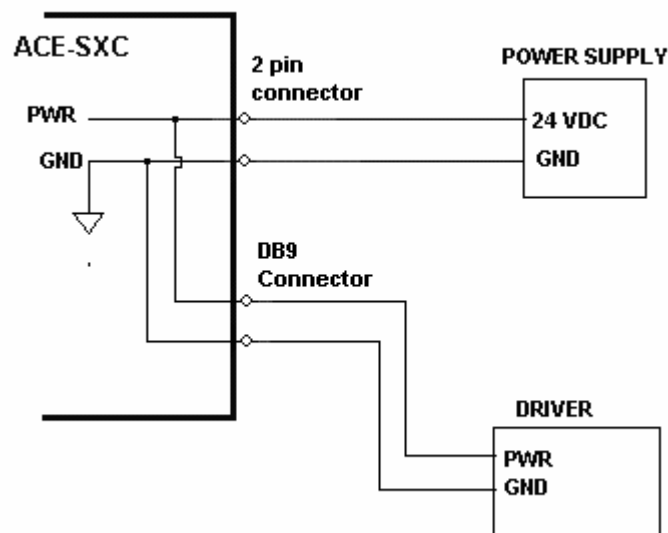 ACE-SXC
2 pin
connector
POWER SUPPLY
PWR
24 VDC
GND
GND
DB9
Connector
DRIVER
PWR
GND